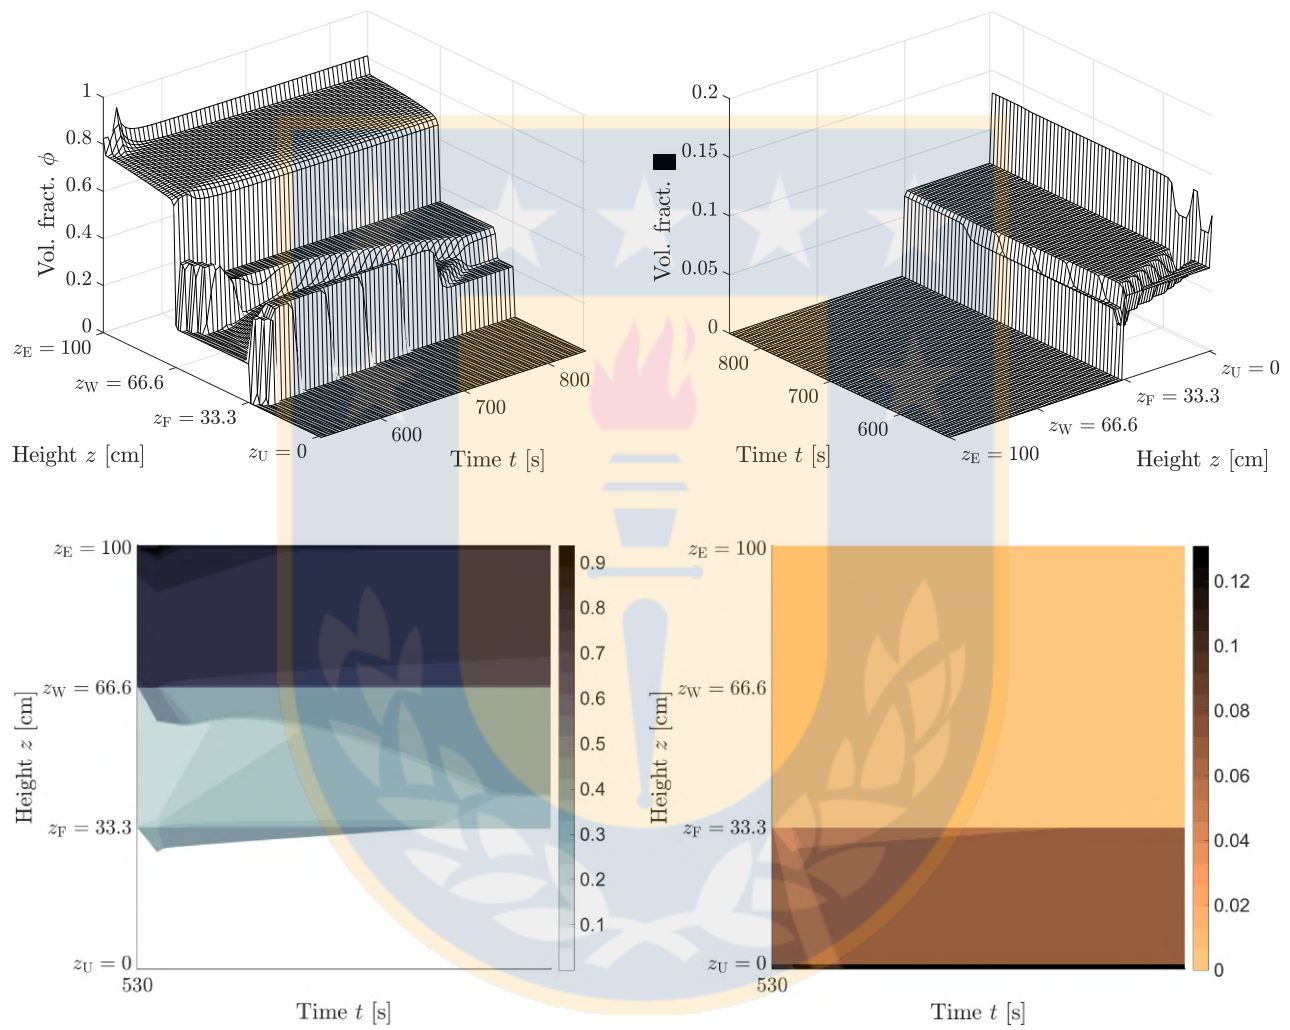 1
0.8
0.6
0.4
0.2
0
Vol. fract. ϕ
z_E = 100
z_W = 66.6
z_F = 33.3
z_U = 0
Height z [cm]
600
700
800
Time t [s]
0.2
0.15
0.1
0.05
0
Vol. fract.
800
700
600
Time t [s]
z_U = 0
z_F = 33.3
z_W = 66.6
z_E = 100
Height z [cm]
z_E = 100
z_W = 66.6
z_F = 33.3
z_U = 0
Height z [cm]
530
Time t [s]
0.9
0.8
0.7
0.6
0.5
0.4
0.3
0.2
0.1
z_E = 100
z_W = 66.6
z_F = 33.3
z_U = 0
Height z [cm]
530
Time t [s]
0.12
0.1
0.08
0.06
0.04
0.02
0